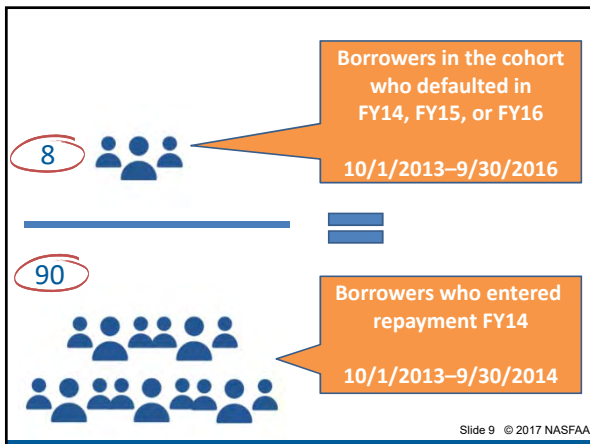 Borrowers in the cohort
who defaulted in
FY14, FY15, or FY16
10/1/2013–9/30/2016
8
90
Borrowers who entered
repayment FY14
10/1/2013–9/30/2014
Slide 9 © 2017 NASFAA